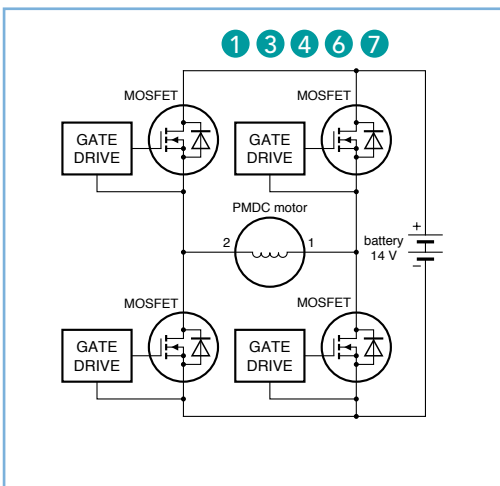 1 3 4 6 7
MOSFET MOSFET
GATE DRIVE
GATE DRIVE
PMDC motor
2 1
battery
14 V
+
−
MOSFET MOSFET
GATE DRIVE
GATE DRIVE